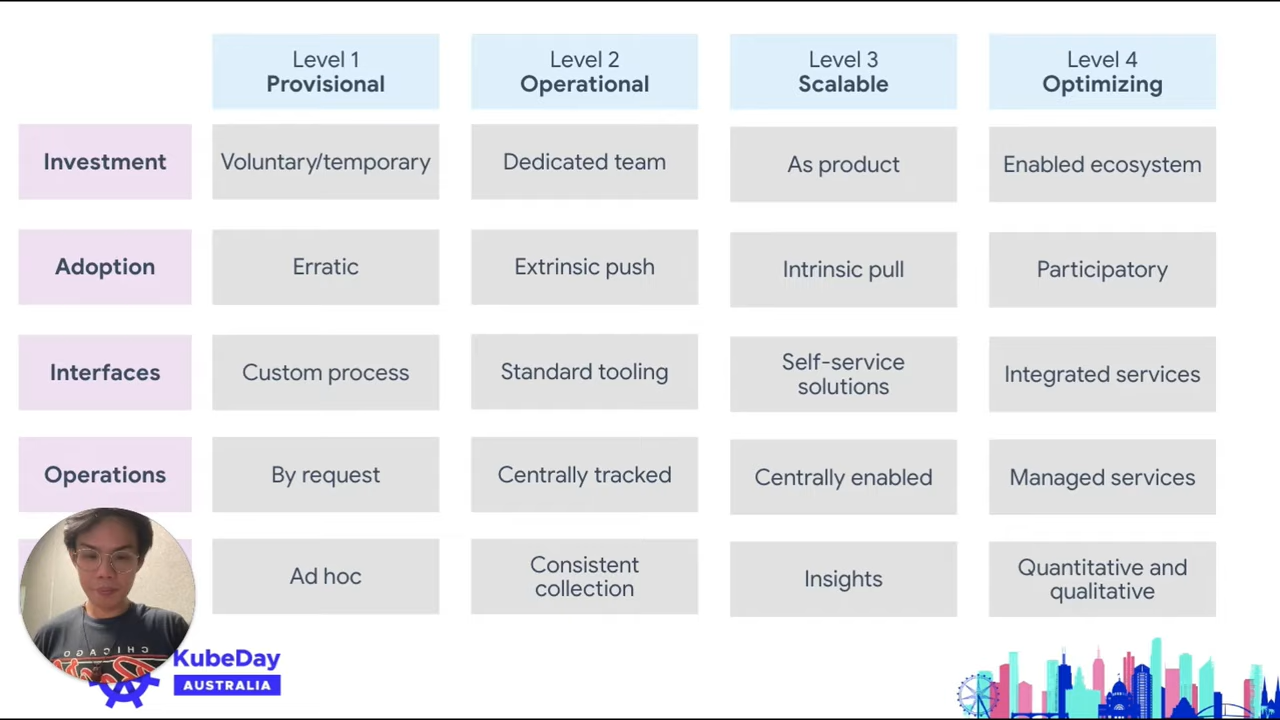 Level 1
Provisional
Level 2
Operational
Level 3
Scalable
Level 4
Optimizing
Investment
Voluntary/temporary
Dedicated team
As product
Enabled ecosystem
Adoption
Erratic
Extrinsic push
Intrinsic pull
Participatory
Interfaces
Custom process
Standard tooling
Self-service
solutions
Integrated services
Operations
By request
Centrally tracked
Centrally enabled
Managed services
Ad hoc
Consistent
collection
Insights
Quantitative and
qualitative
CHICAGO
KubeDay
AUSTRALIA